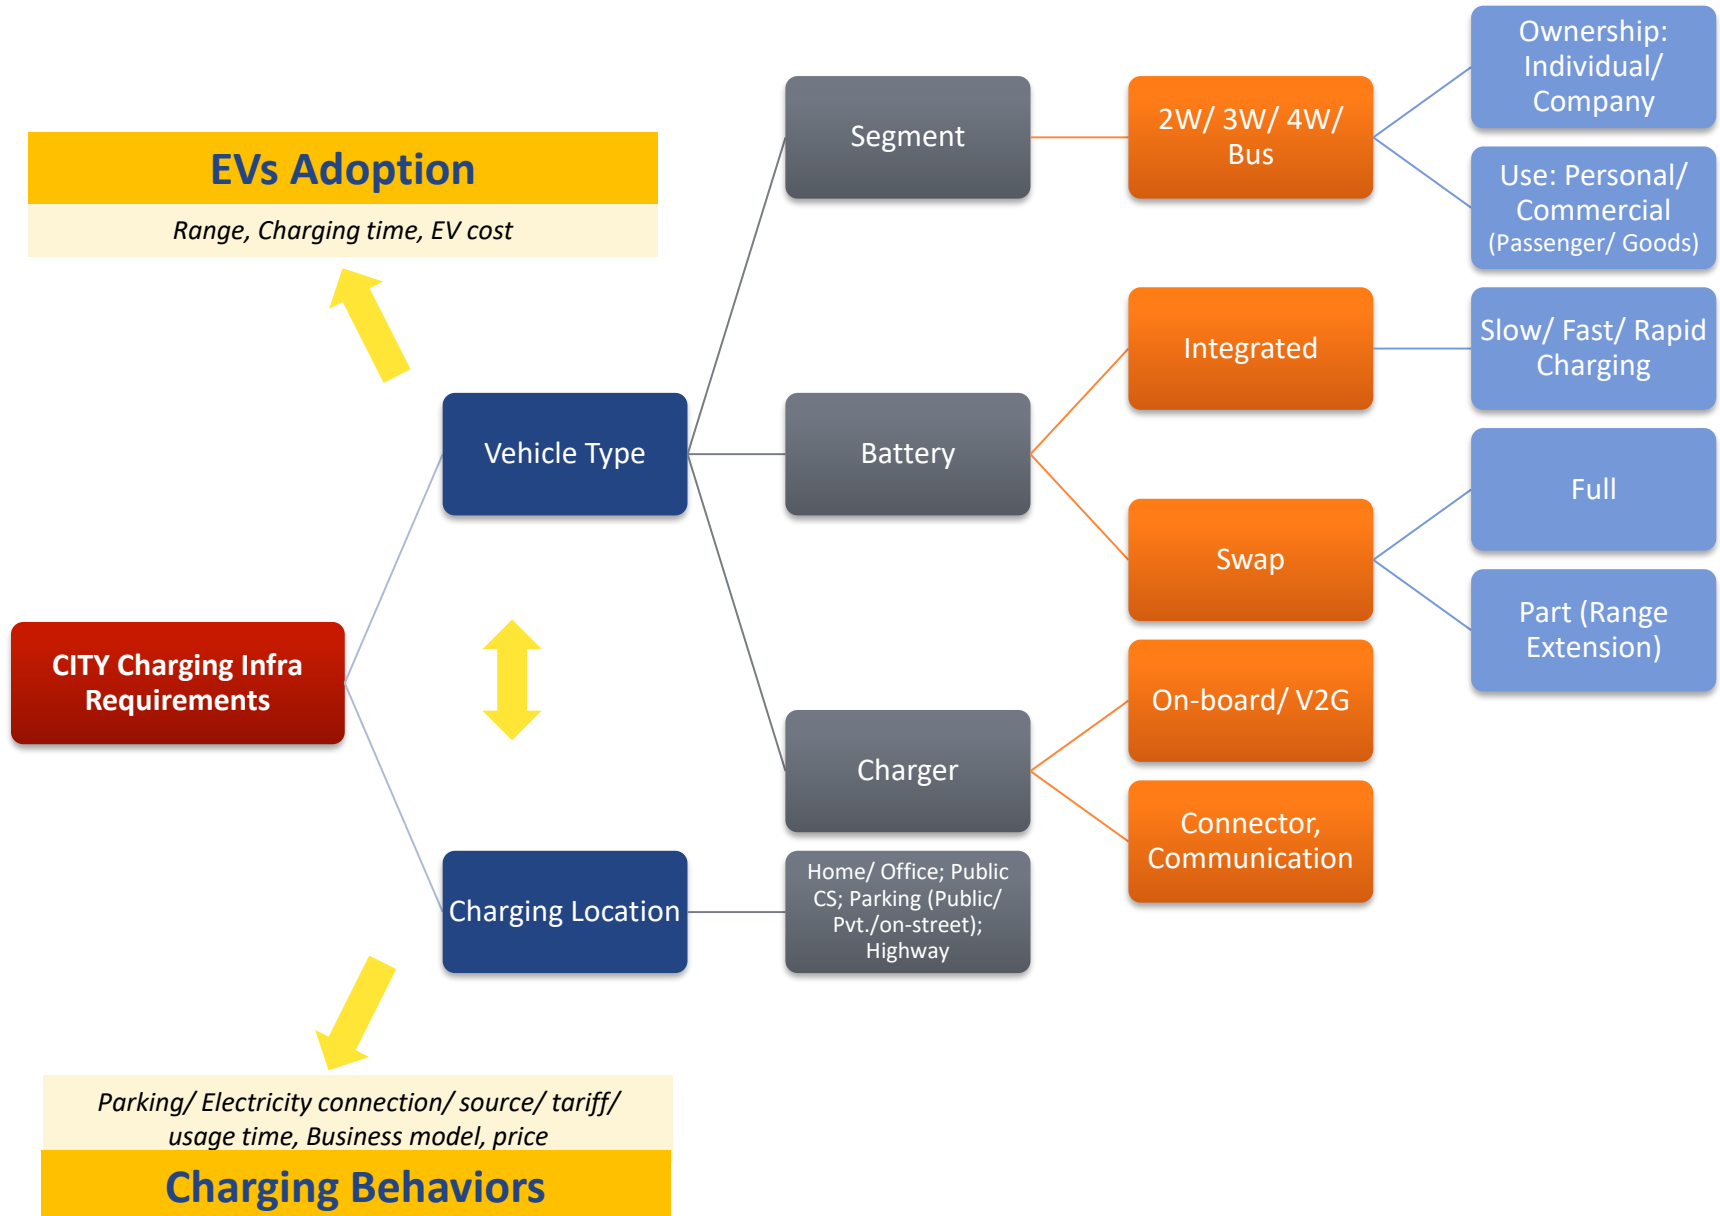 EVs Adoption
Range, Charging time, EV cost
CITY Charging Infra
Requirements
Vehicle Type
Charging Location
Segment
Battery
Charger
Home/ Office; Public
CS; Parking (Public/
Pvt./on-street);
Highway
2W/ 3W/ 4W/
Bus
Integrated
Swap
On-board/ V2G
Connector,
Communication
Ownership:
Individual/
Company
Use: Personal/
Commercial
(Passenger/ Goods)
Slow/ Fast/ Rapid
Charging
Full
Part (Range
Extension)
Parking/ Electricity connection/ source/ tariff/
usage time, Business model, price
Charging Behaviors